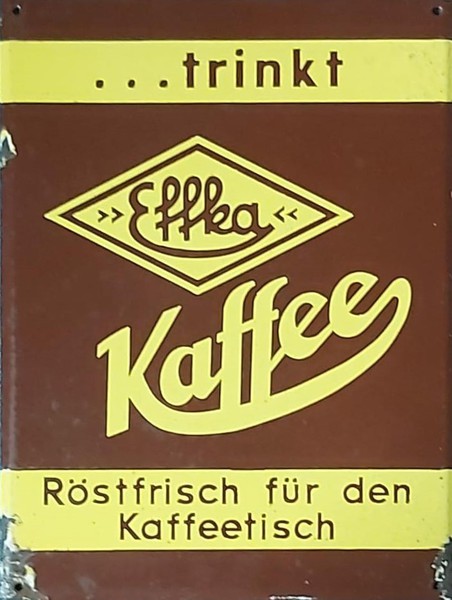 ...trinkt
»Effka«
Kaffee
Röstfrisch für den
Kaffeetisch